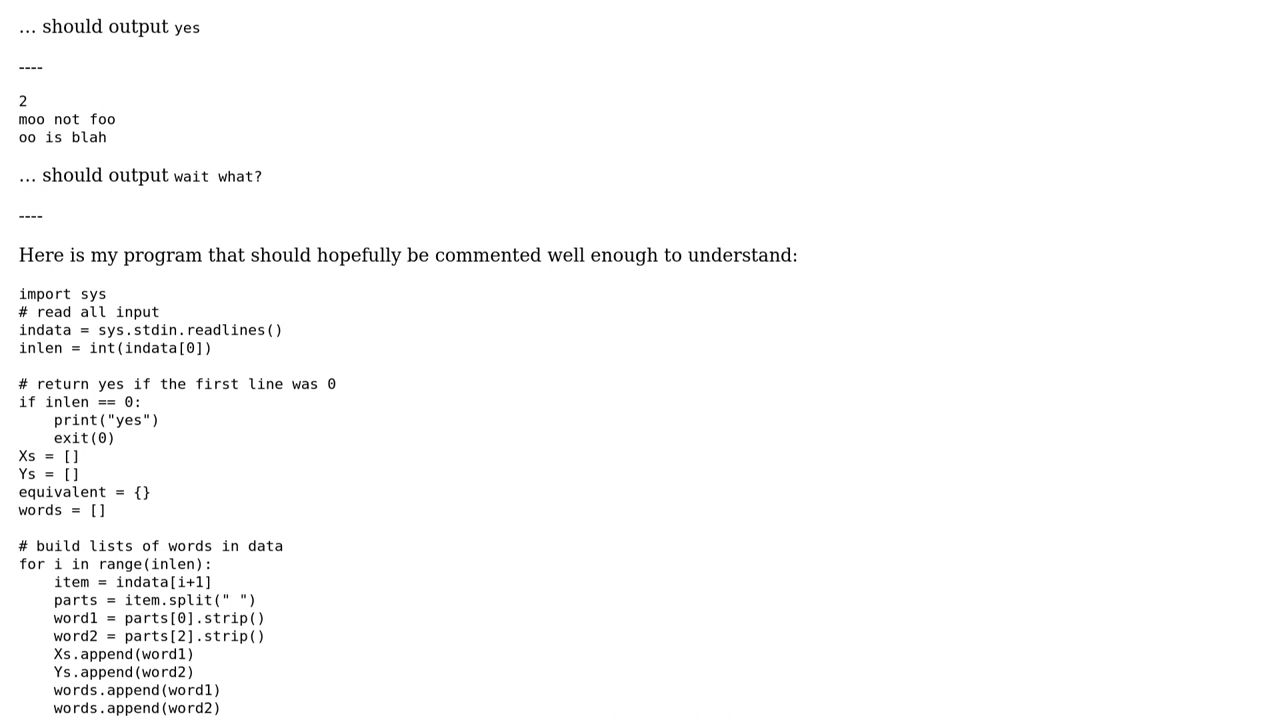 ... should output yes
----
2
moo not foo
oo is blah
... should output wait what?
----
Here is my program that should hopefully be commented well enough to understand:
import sys
# read all input
indata = sys.stdin.readlines()
inlen = int(indata[0])

# return yes if the first line was 0
if inlen == 0:
    print("yes")
    exit(0)
Xs = []
Ys = []
equivalent = {}
words = []

# build lists of words in data
for i in range(inlen):
    item = indata[i+1]
    parts = item.split(" ")
    word1 = parts[0].strip()
    word2 = parts[2].strip()
    Xs.append(word1)
    Ys.append(word2)
    words.append(word1)
    words.append(word2)